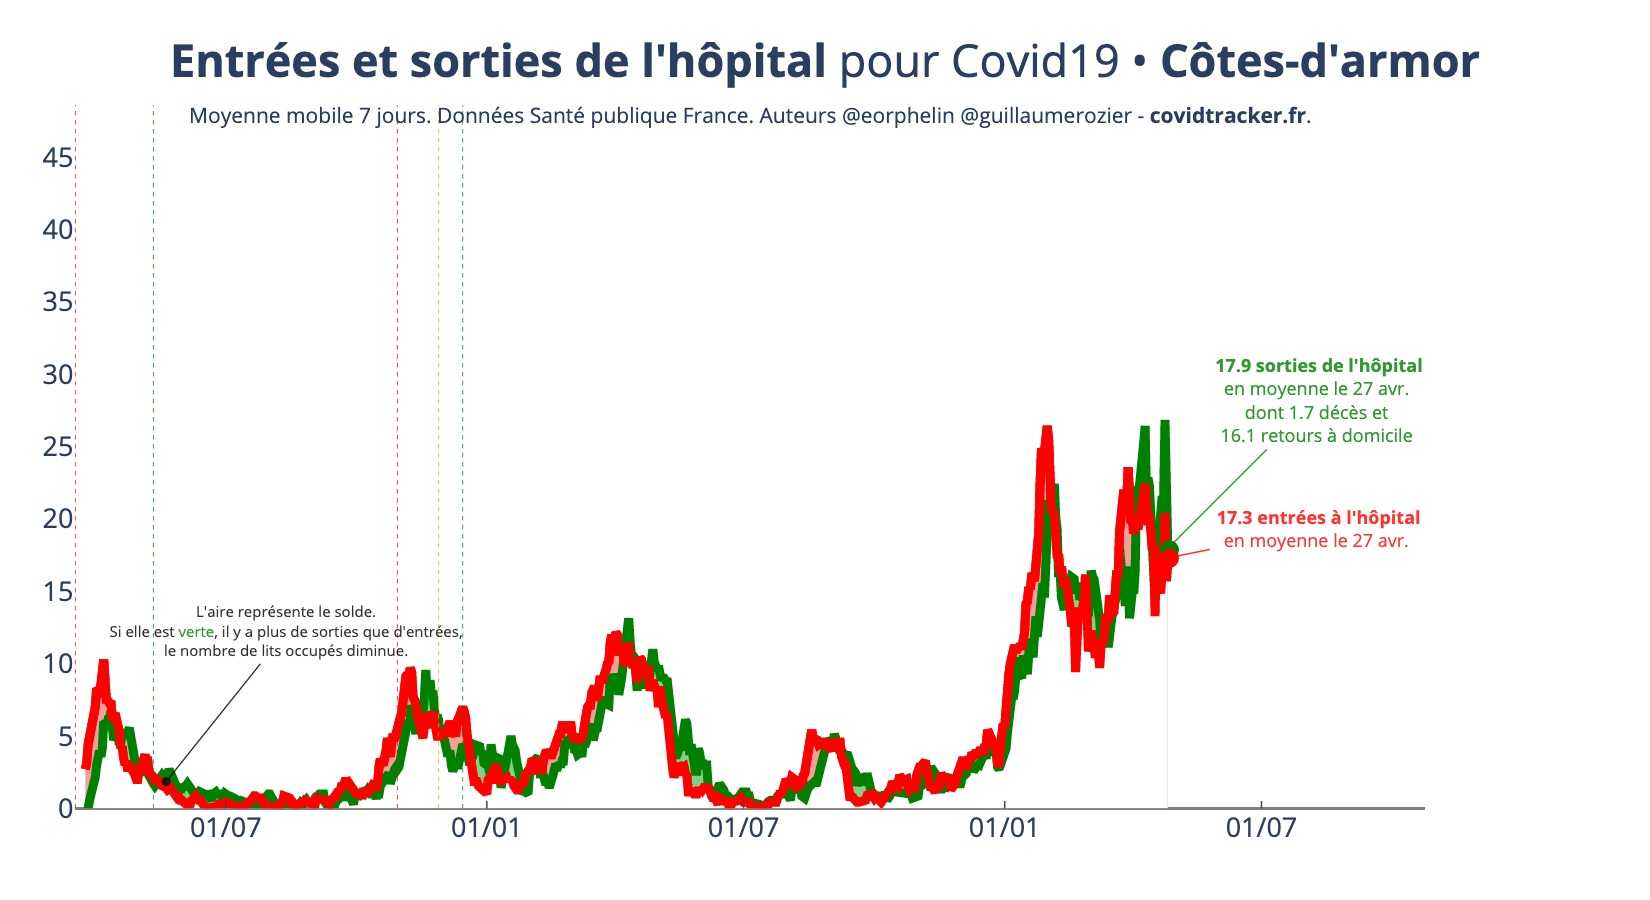 Entrées et sorties de l'hôpital pour Covid19 • Côtes-d'armor
Moyenne mobile 7 jours. Données Santé publique France. Auteurs @eorphelin @guillaumerozier - covidtracker.fr.
45
40
35
30
25
20
15
10
5
0
17.9 sorties de l'hôpital
en moyenne le 27 avr.
dont 1.7 décès et
16.1 retours à domicile
17.3 entrées à l'hôpital
en moyenne le 27 avr.
L'aire représente le solde.
Si elle est verte, il y a plus de sorties que d'entrées,
le nombre de lits occupés diminue.
01/07
01/01
01/07
01/01
01/07